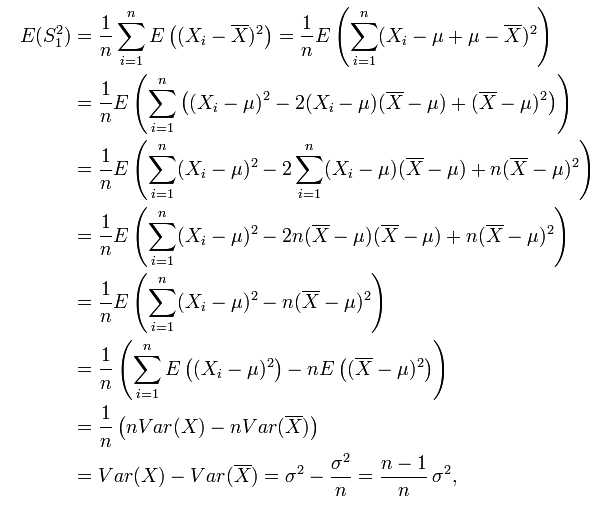 E(S₁²) = \frac{1}{n} \sum_{i=1}^{n} E\left((X_i - \overline{X})^2\right) = \frac{1}{n} E\left(\sum_{i=1}^{n} (X_i - \mu + \mu - \overline{X})^2\right)
= \frac{1}{n} E\left(\sum_{i=1}^{n} \left((X_i - \mu)^2 - 2(X_i - \mu)(\overline{X} - \mu) + (\overline{X} - \mu)^2\right)\right)
= \frac{1}{n} E\left(\sum_{i=1}^{n} (X_i - \mu)^2 - 2\sum_{i=1}^{n} (X_i - \mu)(\overline{X} - \mu) + n(\overline{X} - \mu)^2\right)
= \frac{1}{n} E\left(\sum_{i=1}^{n} (X_i - \mu)^2 - 2n(\overline{X} - \mu)(\overline{X} - \mu) + n(\overline{X} - \mu)^2\right)
= \frac{1}{n} E\left(\sum_{i=1}^{n} (X_i - \mu)^2 - n(\overline{X} - \mu)^2\right)
= \frac{1}{n} \left(\sum_{i=1}^{n} E\left((X_i - \mu)^2\right) - nE\left((\overline{X} - \mu)^2\right)\right)
= \frac{1}{n} \left(nVar(X) - nVar(\overline{X})\right)
= Var(X) - Var(\overline{X}) = \sigma^2 - \frac{\sigma^2}{n} = \frac{n-1}{n} \sigma^2,